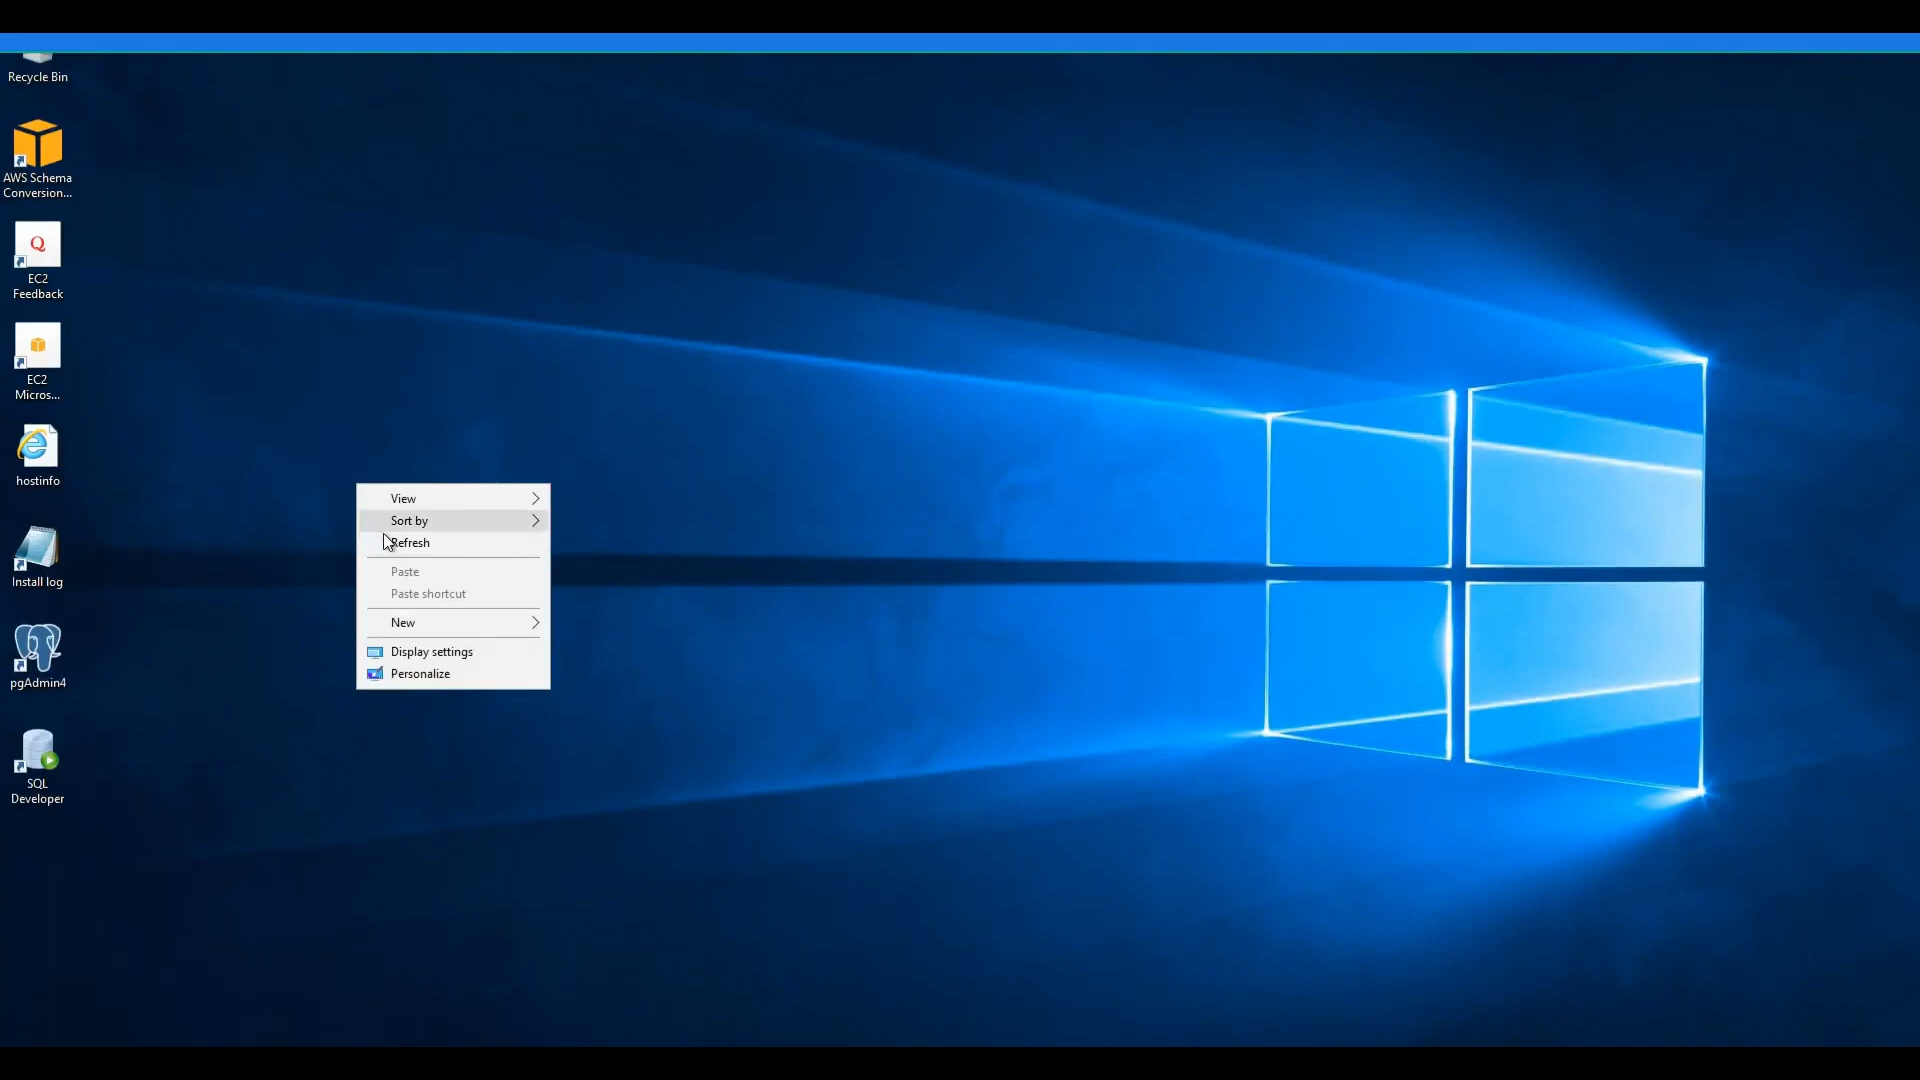 Recycle Bin
AWS Schema
Conversion...
Q
EC2
Feedback
EC2
Micros...
hostinfo
Install log
pgAdmin4
SQL
Developer
View
Sort by
Refresh
Paste
Paste shortcut
New
Display settings
Personalize